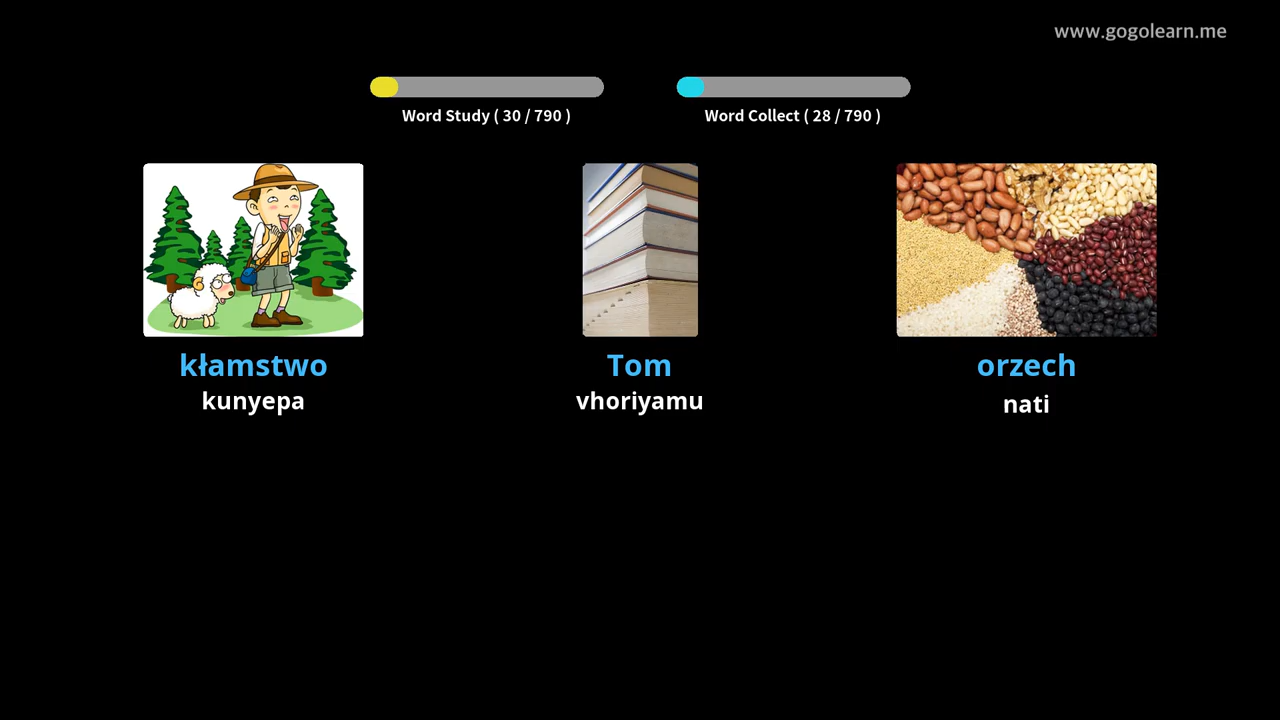 www.gogolearn.me
Word Study ( 30 / 790 )
Word Collect ( 28 / 790 )
kłamstwo
kunyepa
Tom
vhoriyamu
orzech
nati